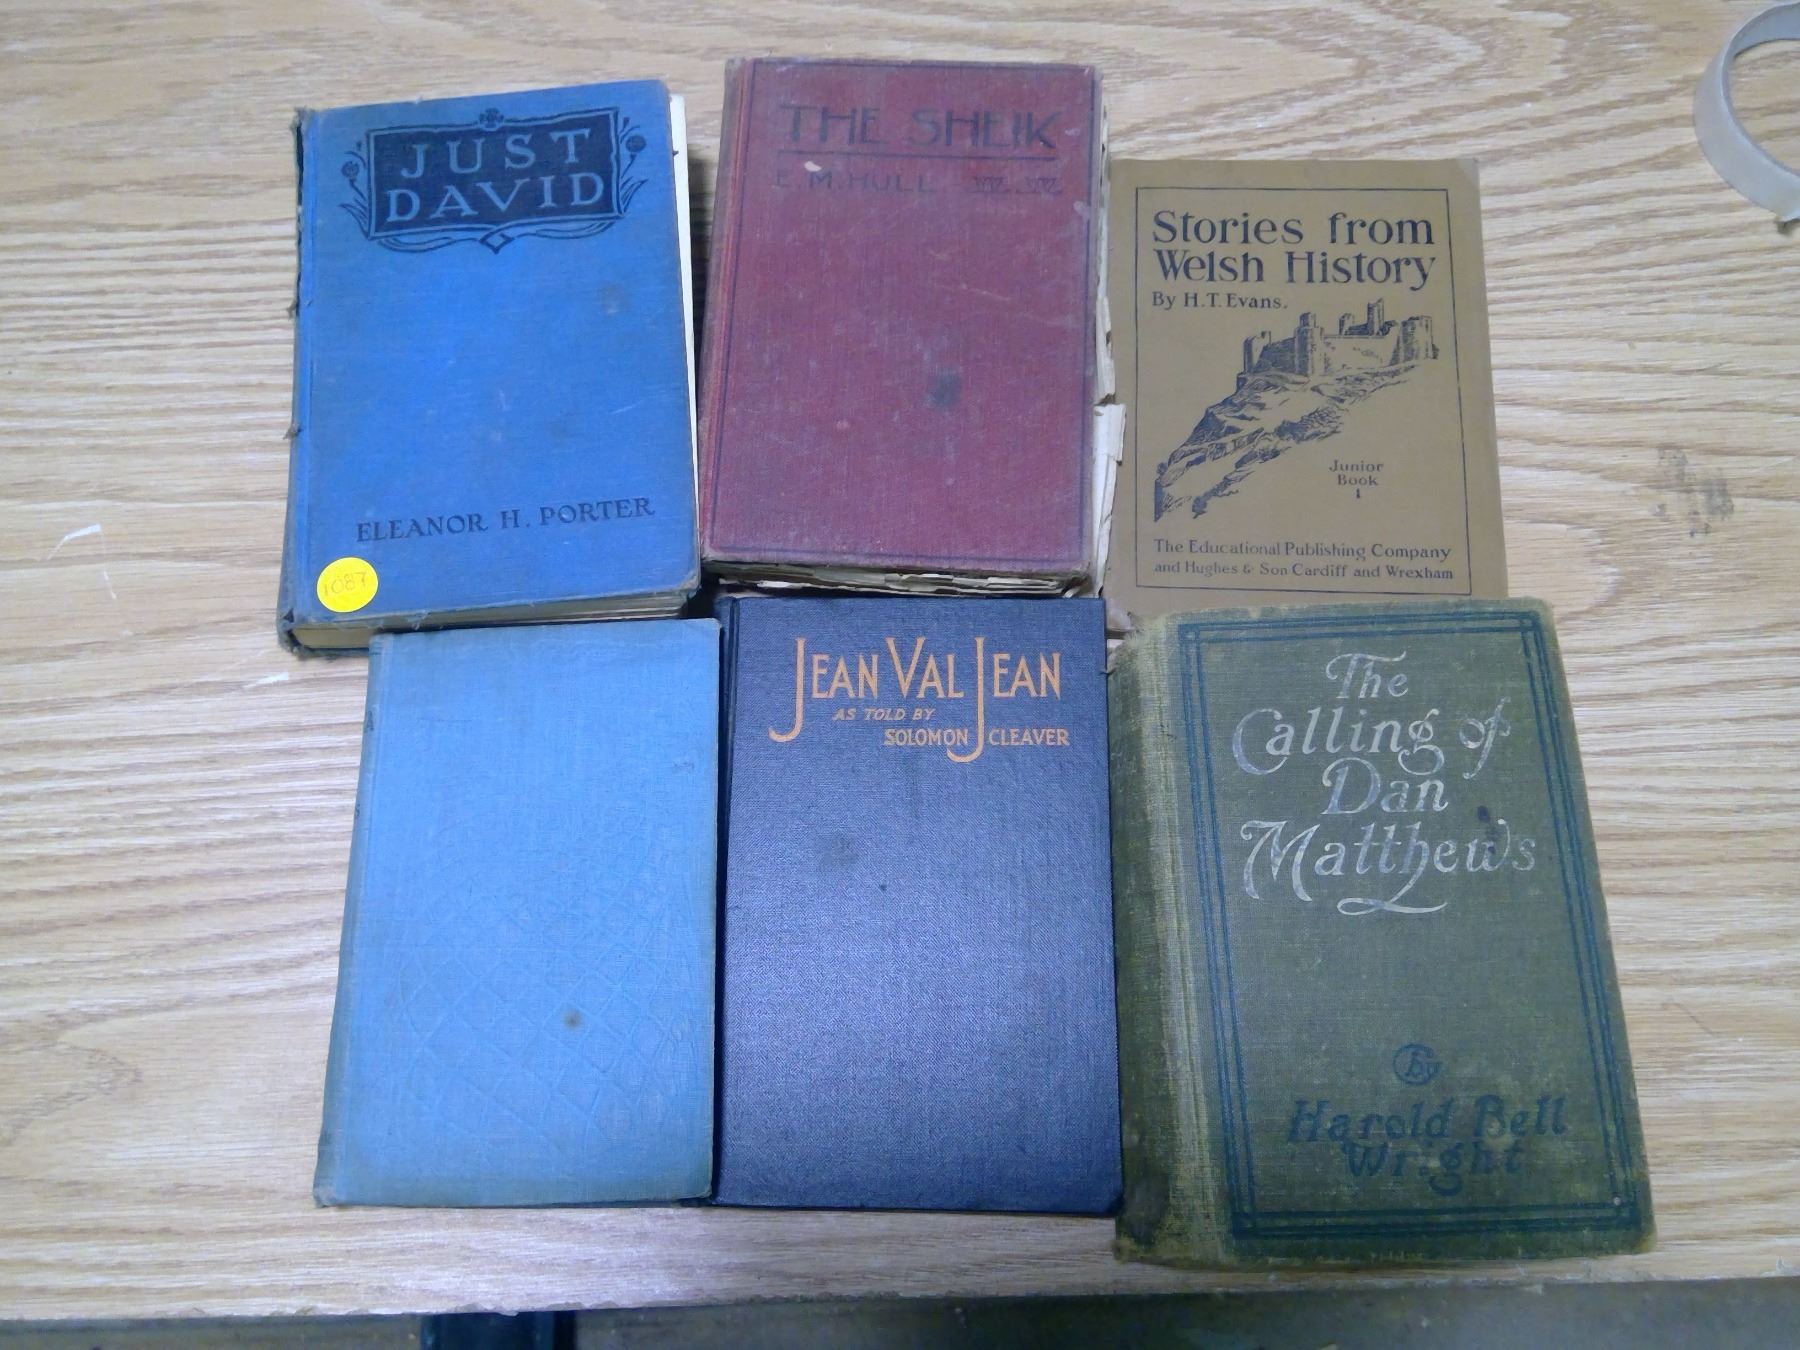 JUST
DAVID
ELEANOR H. PORTER
1087
THE SHEIK
E. M. HULL
Stories from
Welsh History
By H. T. Evans.
Junior
Book
1
The Educational Publishing Company
and Hughes & Son Cardiff and Wrexham
JEAN VAL JEAN
AS TOLD BY
SOLOMON CLEAVER
The
Calling of
Dan
Matthews
By
Harold Bell
Wright